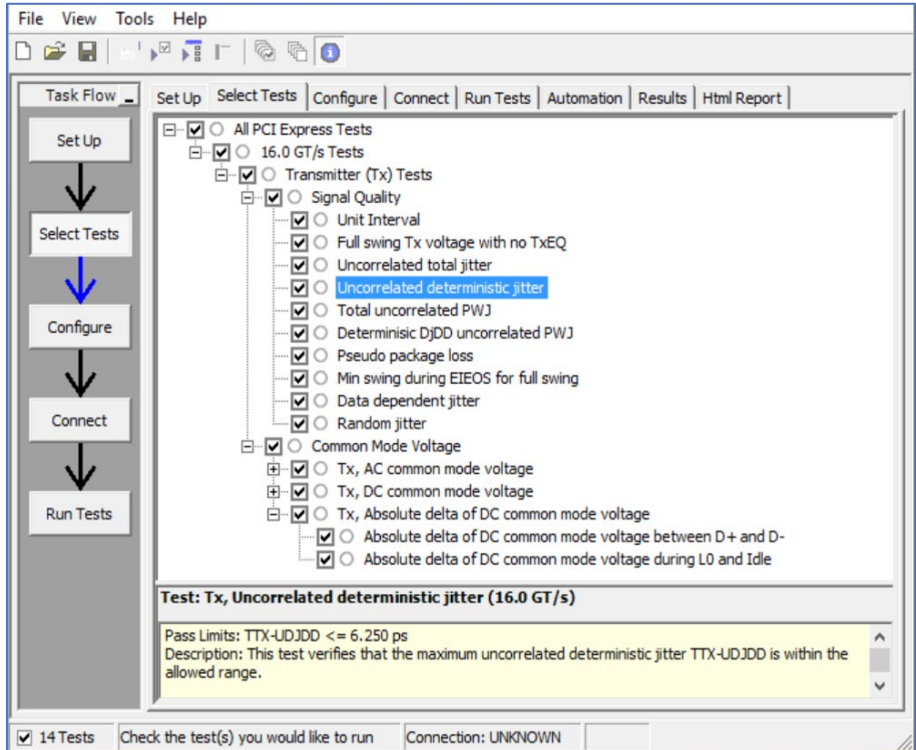 File View Tools Help
Task Flow
Set Up
Select Tests
Configure
Connect
Run Tests
Set Up Select Tests Configure Connect Run Tests Automation Results Html Report
All PCI Express Tests
16.0 GT/s Tests
Transmitter (Tx) Tests
Signal Quality
Unit Interval
Full swing Tx voltage with no TxEQ
Uncorrelated total jitter
Uncorrelated deterministic jitter
Total uncorrelated PWJ
Determinisic DjDD uncorrelated PWJ
Pseudo package loss
Min swing during EIEOS for full swing
Data dependent jitter
Random jitter
Common Mode Voltage
Tx, AC common mode voltage
Tx, DC common mode voltage
Tx, Absolute delta of DC common mode voltage
Absolute delta of DC common mode voltage between D+ and D-
Absolute delta of DC common mode voltage during L0 and Idle
Test: Tx, Uncorrelated deterministic jitter (16.0 GT/s)
Pass Limits: TTX-UDJDD <= 6.250 ps
Description: This test verifies that the maximum uncorrelated deterministic jitter TTX-UDJDD is within the
allowed range.
14 Tests Check the test(s) you would like to run Connection: UNKNOWN